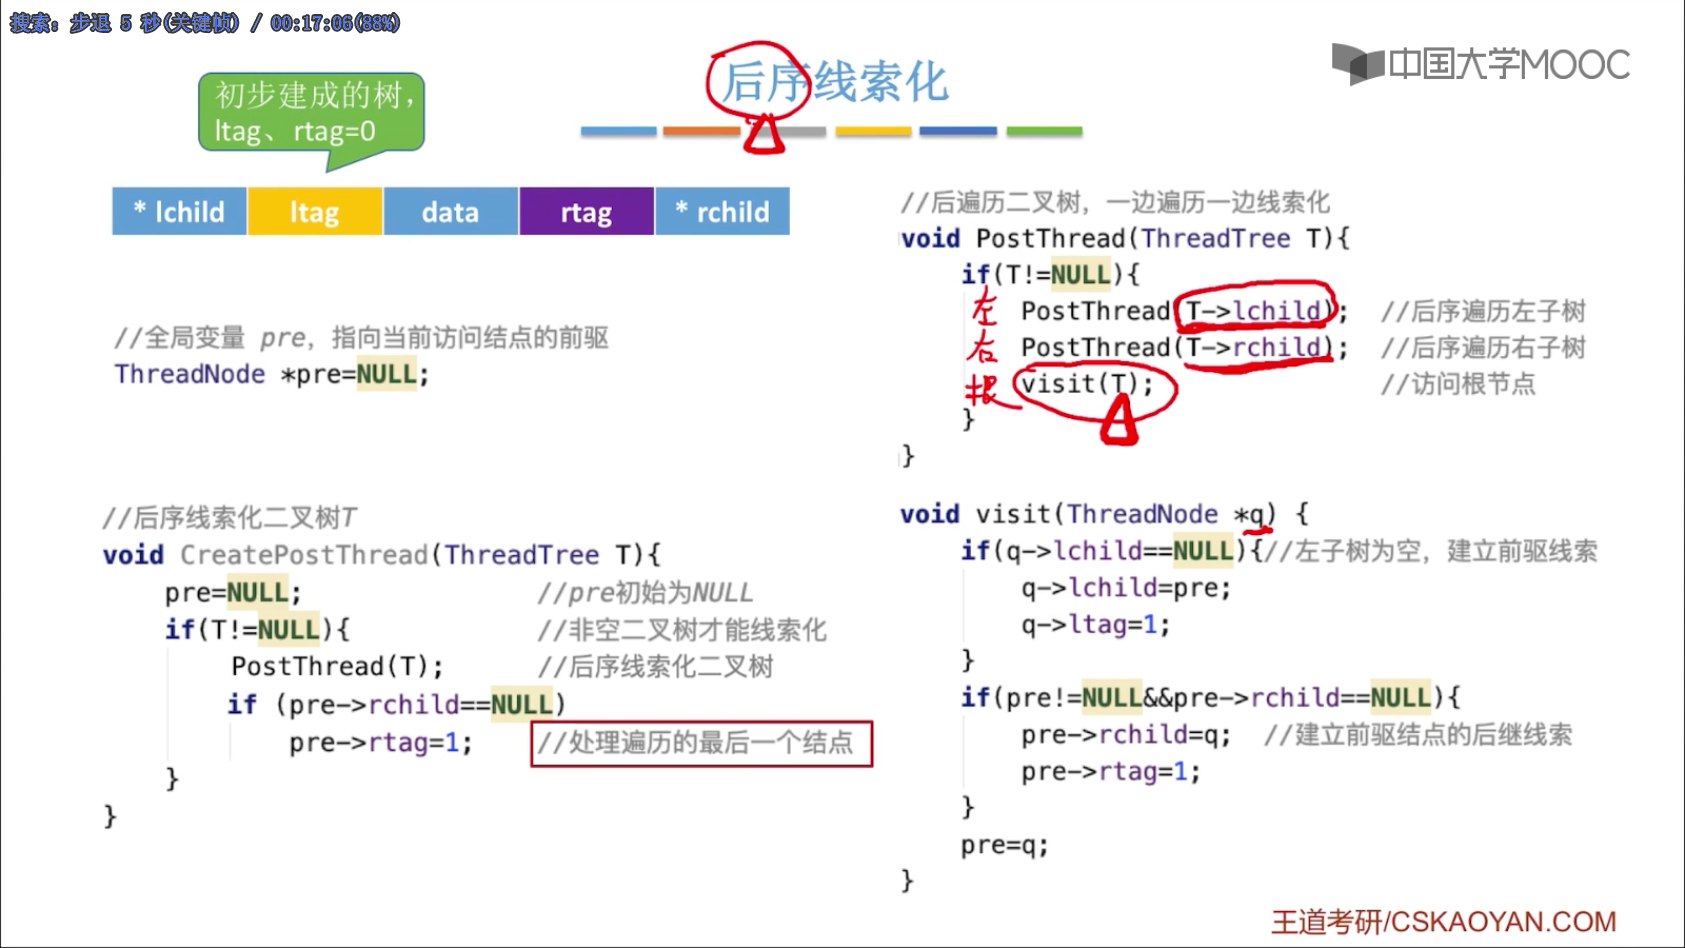 搜索: 步退 5 秒(关键帧) / 00:17:06(88%)
后序线索化
中国大学MOOC
初步建成的树，
ltag、rtag=0
* lchild ltag data rtag * rchild
//全局变量 pre，指向当前访问结点的前驱
ThreadNode *pre=NULL;
//后序线索化二叉树T
void CreatePostThread(ThreadTree T){
pre=NULL; //pre初始为NULL
if(T!=NULL){ //非空二叉树才能线索化
PostThread(T); //后序线索化二叉树
if (pre->rchild==NULL)
pre->rtag=1; //处理遍历的最后一个结点
}
}
//后遍历二叉树，一边遍历一边线索化
void PostThread(ThreadTree T){
if(T!=NULL){
左 PostThread(T->lchild); //后序遍历左子树
右 PostThread(T->rchild); //后序遍历右子树
根 visit(T); //访问根节点
}
}
void visit(ThreadNode *q) {
if(q->lchild==NULL){//左子树为空，建立前驱线索
q->lchild=pre;
q->ltag=1;
}
if(pre!=NULL&&pre->rchild==NULL){
pre->rchild=q; //建立前驱结点的后继线索
pre->rtag=1;
}
pre=q;
}
王道考研/CSKAOYAN.COM